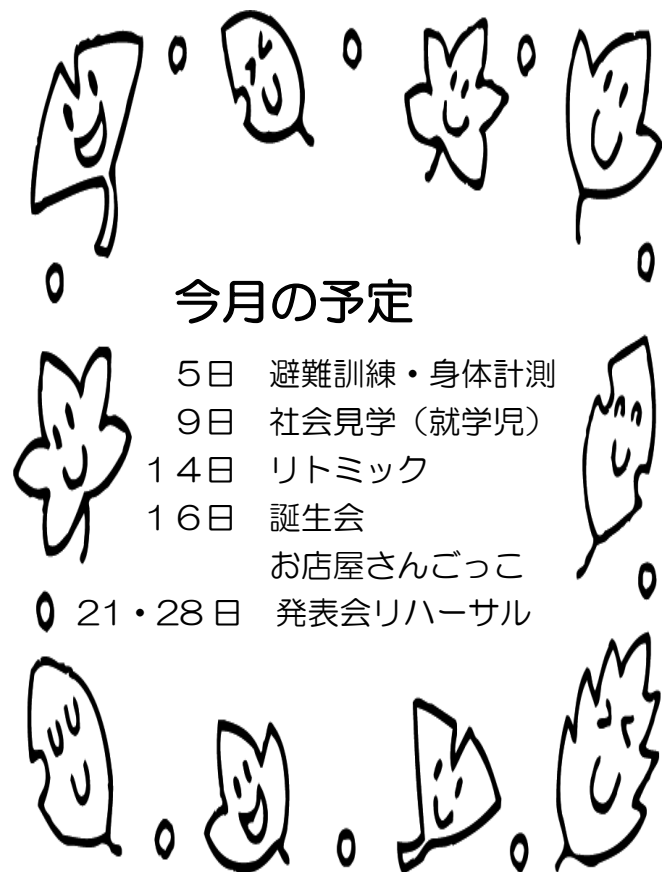 今月の予定
５日　避難訓練・身体計測
９日　社会見学（就学児）
１４日　リトミック
１６日　誕生会
お店屋さんごっこ
21・28日　発表会リハーサル